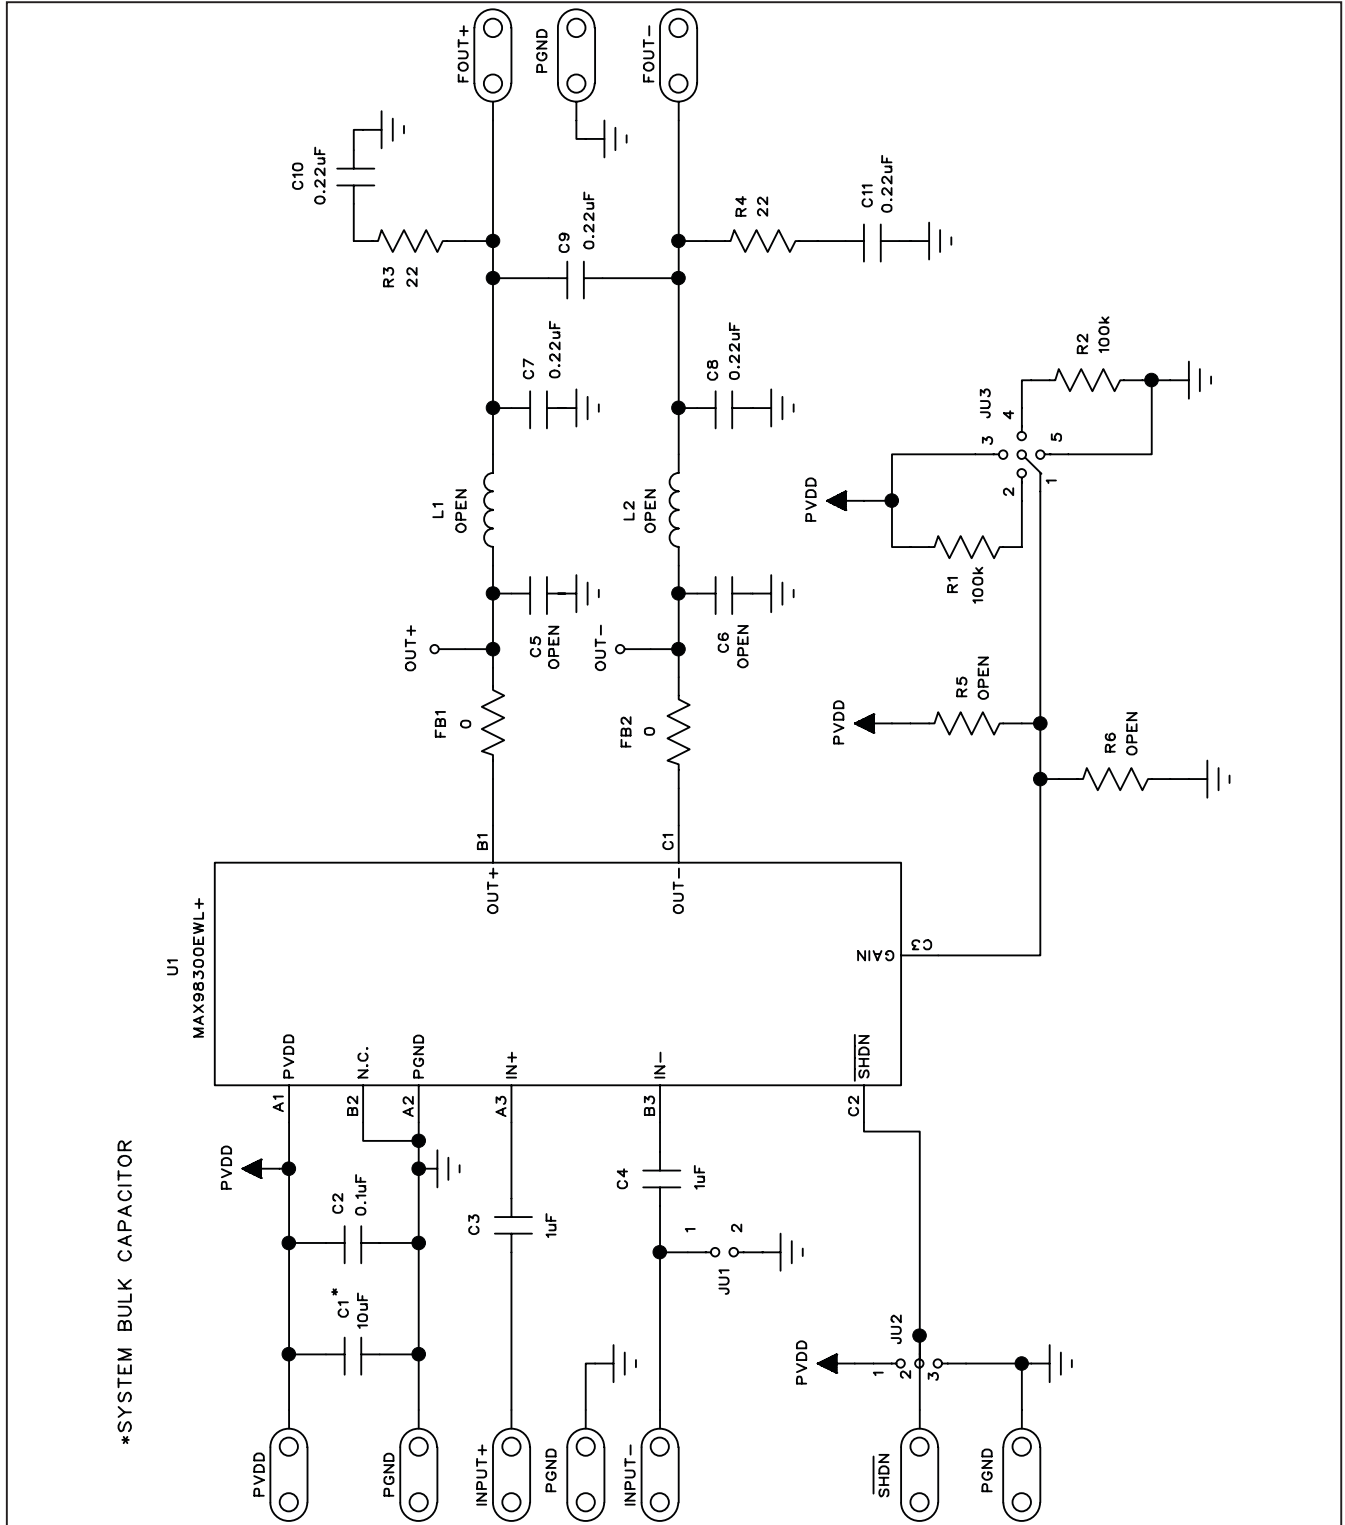 *SYSTEM BULK CAPACITOR
PVDD
PGND
INPUT+
PGND
INPUT-
SHDN
PGND
C1*
10uF
C2
0.1uF
PVDD
C3
1uF
C4
1uF
JU1
1
2
PVDD
JU2
1
2
3
A1
B2
A2
A3
B3
C2
U1
MAX98300EWL+
PVDD
N.C.
PGND
IN+
IN-
SHDN
OUT+
OUT-
GAIN
B1
C1
C3
FB1
0
FB2
0
OUT+
OUT-
C5
OPEN
C6
OPEN
L1
OPEN
L2
OPEN
C7
0.22uF
C8
0.22uF
C9
0.22uF
R3
22
C10
0.22uF
R4
22
C11
0.22uF
FOUT+
PGND
FOUT-
PVDD
R5
OPEN
R6
OPEN
PVDD
R1
100k
JU3
1
2
3
4
5
R2
100k